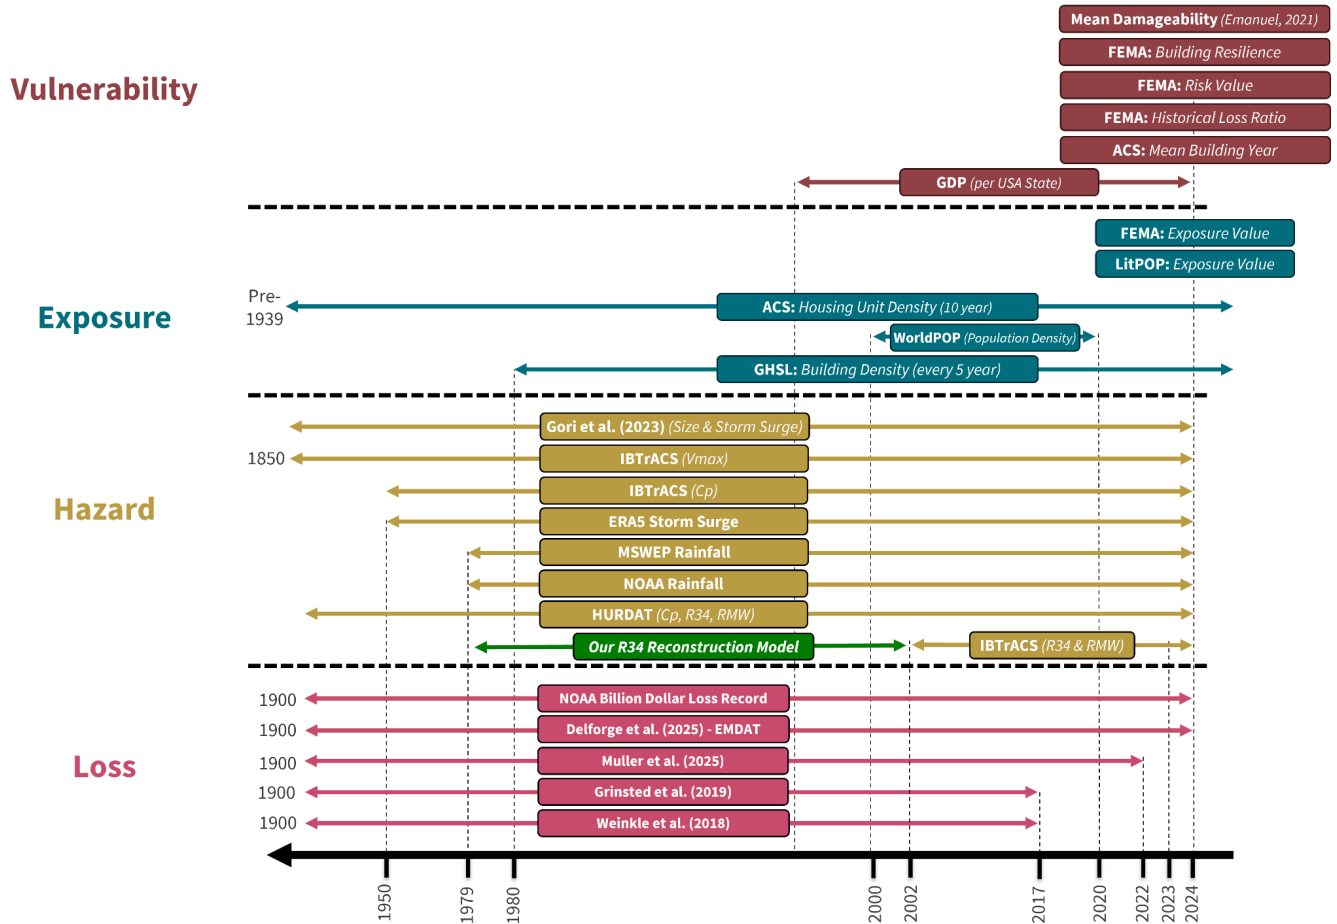 Vulnerability
Mean Damageability (Emanuel, 2021)
FEMA: Building Resilience
FEMA: Risk Value
FEMA: Historical Loss Ratio
ACS: Mean Building Year
GDP (per USA State)
Exposure
FEMA: Exposure Value
LitPOP: Exposure Value
Pre-
1939
ACS: Housing Unit Density (10 year)
WorldPOP (Population Density)
GHSL: Building Density (every 5 year)
Hazard
Gori et al. (2023) (Size & Storm Surge)
1850
IBTrACS (Vmax)
IBTrACS (Cp)
ERA5 Storm Surge
MSWEP Rainfall
NOAA Rainfall
HURDAT (Cp, R34, RMW)
Our R34 Reconstruction Model
IBTrACS (R34 & RMW)
Loss
1900
NOAA Billion Dollar Loss Record
1900
Delforge et al. (2025) - EMDAT
1900
Muller et al. (2025)
1900
Grinsted et al. (2019)
1900
Weinkle et al. (2018)
1950
1979
1980
2000
2002
2017
2020
2022
2023
2024